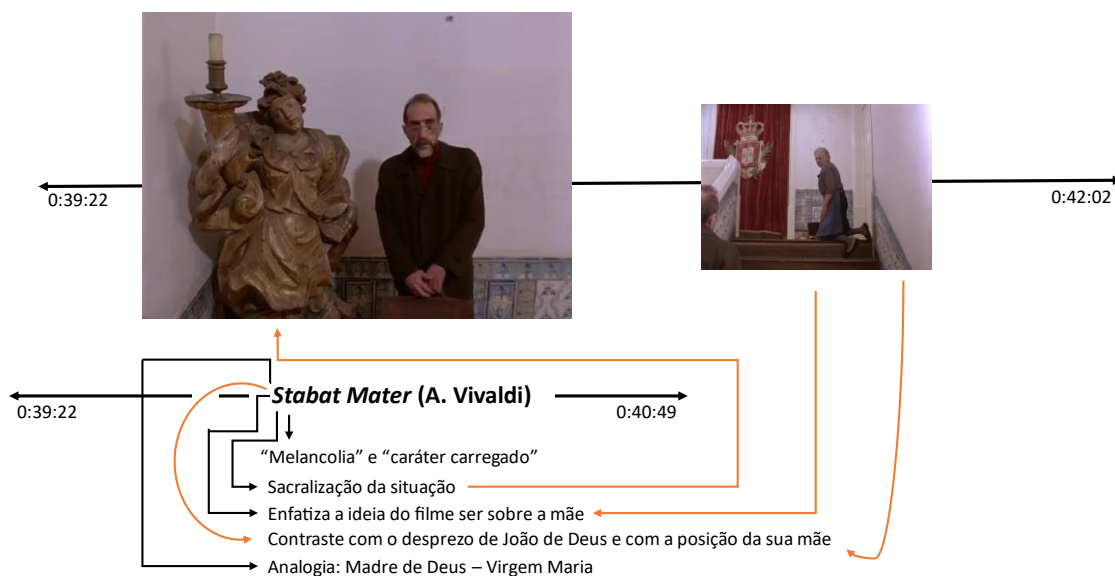 0:39:22
0:42:02
Stabat Mater (A. Vivaldi)
0:39:22
0:40:49
“Melancolia” e “caráter carregado”
Sacralização da situação
Enfatiza a ideia do filme ser sobre a mãe
Contraste com o desprezo de João de Deus e com a posição da sua mãe
Analogia: Madre de Deus – Virgem Maria